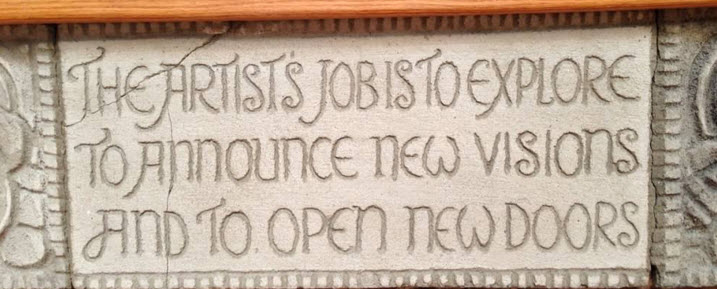 THE ARTIST'S JOB IS TO EXPLORE
TO ANNOUNCE NEW VISIONS
AND TO OPEN NEW DOORS